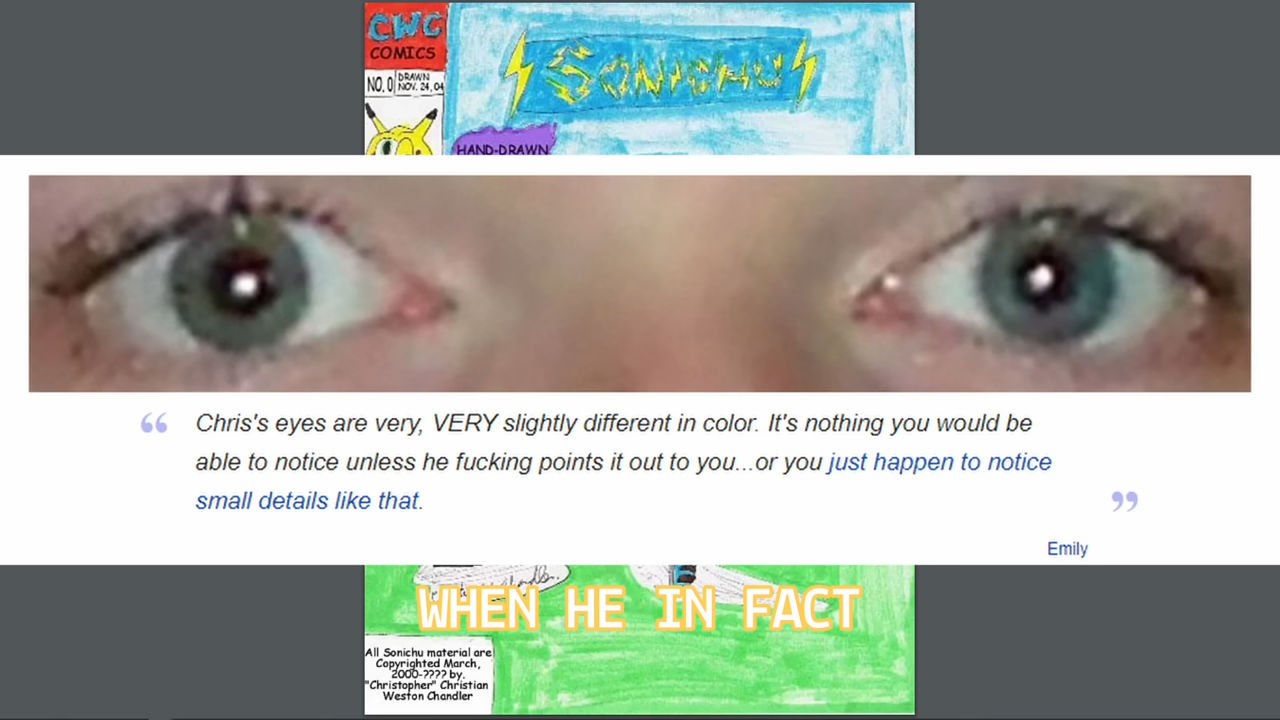 CWC
COMICS
NO. 0 DRAWN
NOV. 24, 04
SONICHU
HAND-DRAWN
“ Chris's eyes are very, VERY slightly different in color. It's nothing you would be
able to notice unless he fucking points it out to you...or you just happen to notice
small details like that. ”
Emily
WHEN HE IN FACT
All Sonichu material are
Copyrighted March,
2000-???? by.
"Christopher" Christian
Weston Chandler